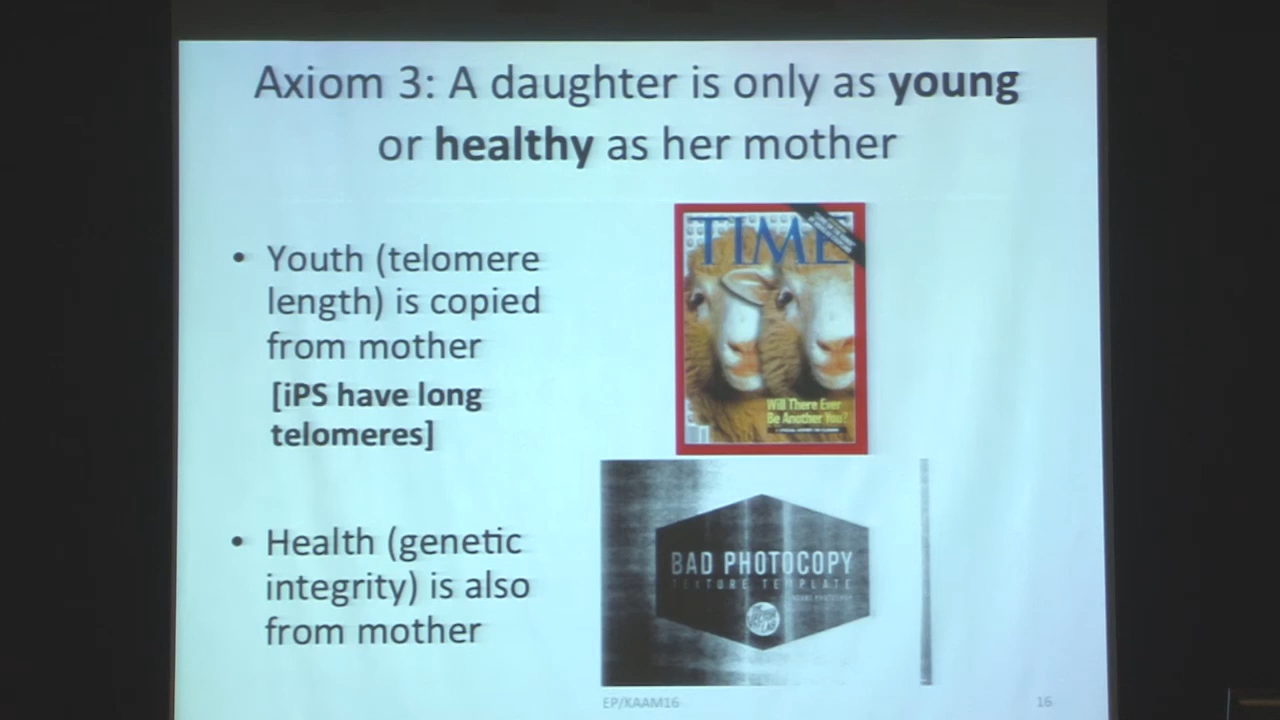 Axiom 3: A daughter is only as young
or healthy as her mother
• Youth (telomere
length) is copied
from mother
[iPS have long
telomeres]
TIME
Will There Ever
Be Another You?
• Health (genetic
integrity) is also
from mother
BAD PHOTOCOPY
TEXTURE TEMPLATE
EP/KAAM16
16